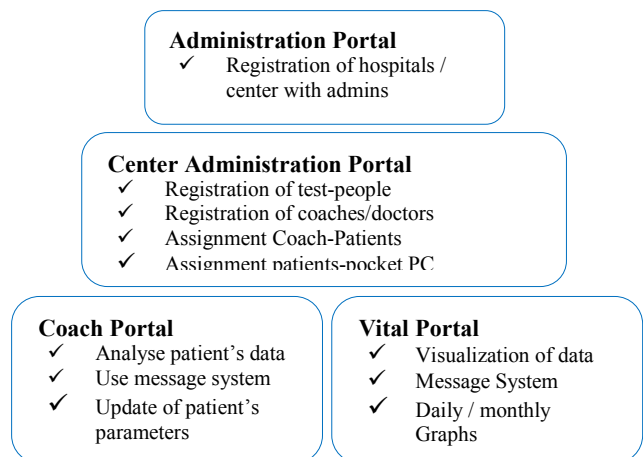 Administration Portal
✓ Registration of hospitals /
center with admins
Center Administration Portal
✓ Registration of test-people
✓ Registration of coaches/doctors
✓ Assignment Coach-Patients
✓ Assignment patients-pocket PC
Coach Portal
✓ Analyse patient's data
✓ Use message system
✓ Update of patient's
parameters
Vital Portal
✓ Visualization of data
✓ Message System
✓ Daily / monthly
Graphs